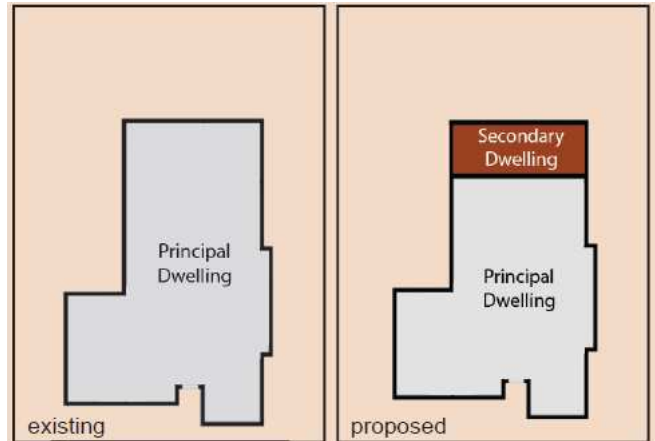 Principal
Dwelling
existing
Secondary
Dwelling
Principal
Dwelling
proposed